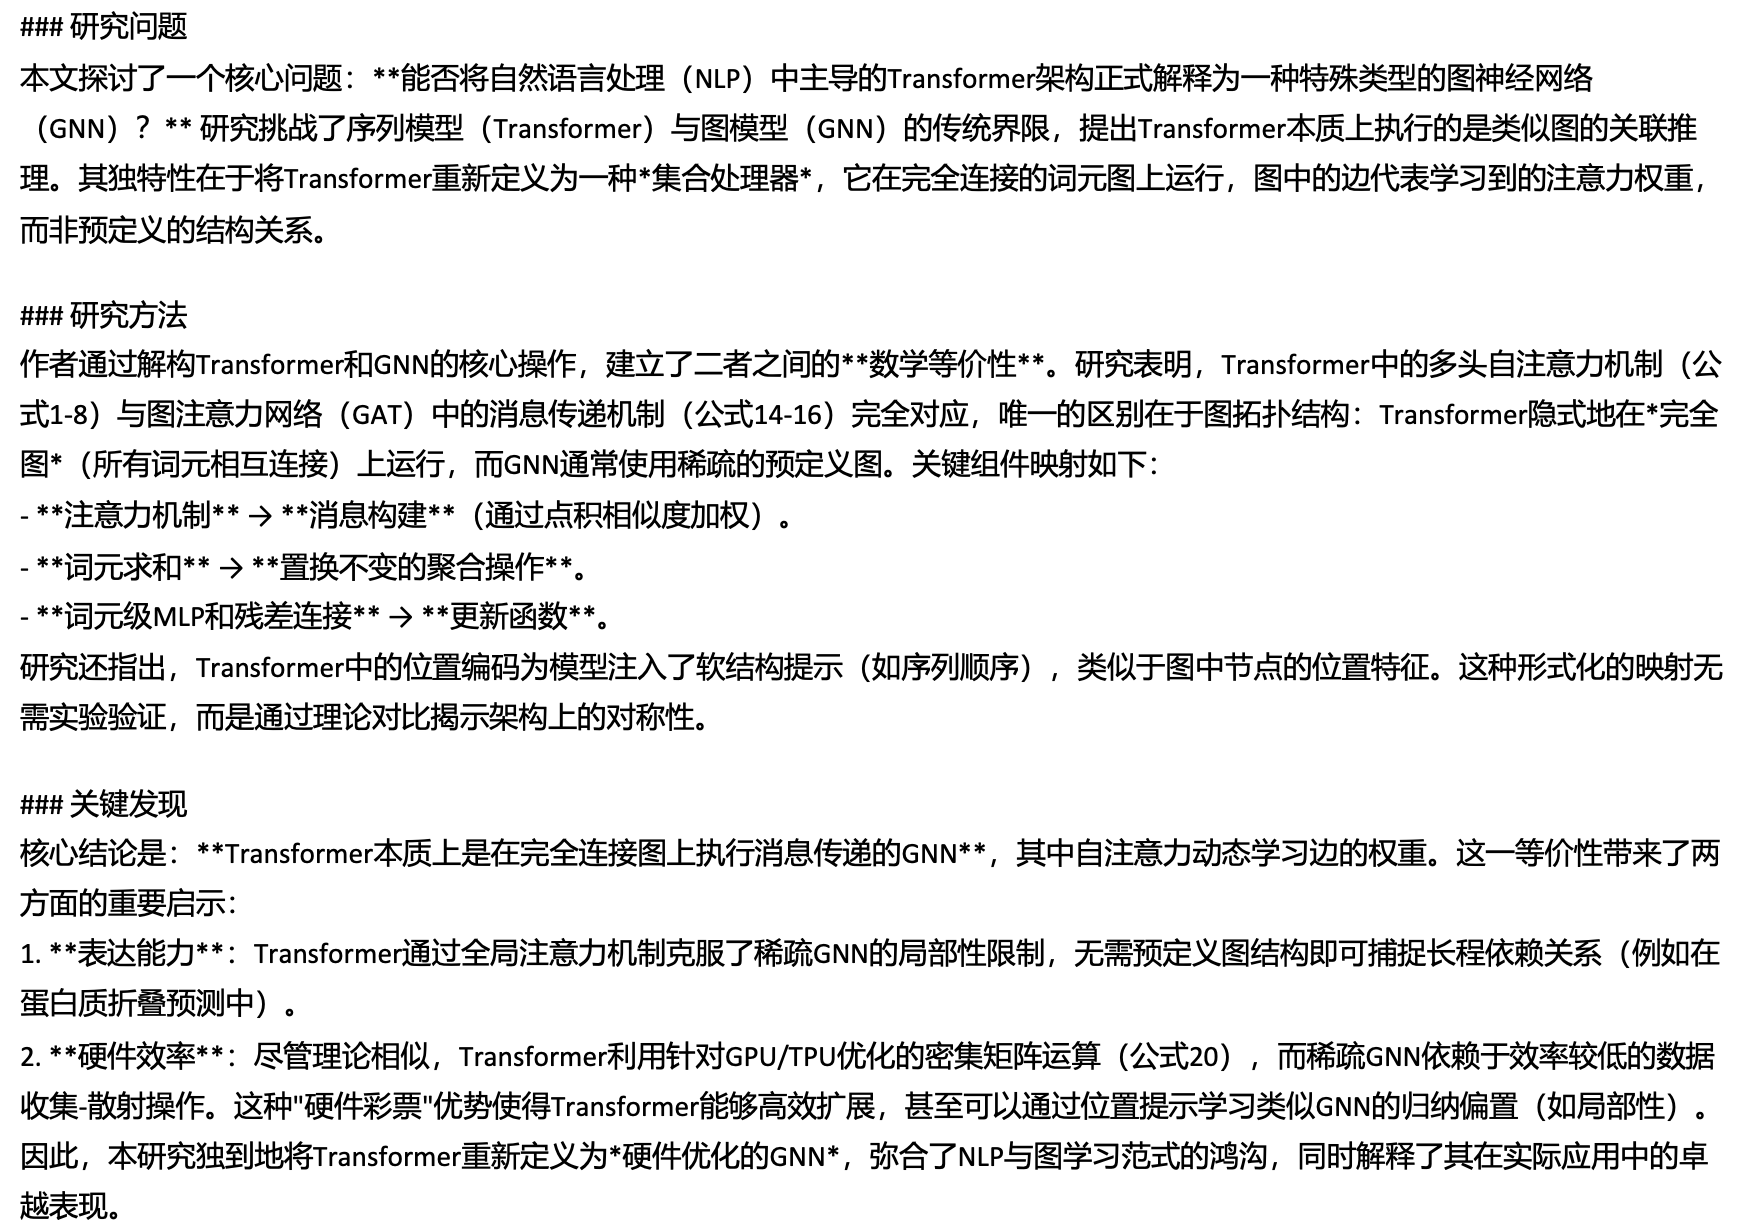 ### 研究问题
本文探讨了一个核心问题：**能否将自然语言处理（NLP）中主导的Transformer架构正式解释为一种特殊类型的图神经网络
（GNN）？** 研究挑战了序列模型（Transformer）与图模型（GNN）的传统界限，提出Transformer本质上执行的是类似图的关联推
理。其独特性在于将Transformer重新定义为一种*集合处理器*，它在完全连接的词元图上运行，图中的边代表学习到的注意力权重，
而非预定义的结构关系。
### 研究方法
作者通过解构Transformer和GNN的核心操作，建立了二者之间的**数学等价性**。研究表明，Transformer中的多头自注意力机制（公
式1-8）与图注意力网络（GAT）中的消息传递机制（公式14-16）完全对应，唯一的区别在于图拓扑结构：Transformer隐式地在*完全
图*（所有词元相互连接）上运行，而GNN通常使用稀疏的预定义图。关键组件映射如下：
- **注意力机制** → **消息构建**（通过点积相似度加权）。
- **词元求和** → **置换不变的聚合操作**。
- **词元级MLP和残差连接** → **更新函数**。
研究还指出，Transformer中的位置编码为模型注入了软结构提示（如序列顺序），类似于图中节点的位置特征。这种形式化的映射无
需实验验证，而是通过理论对比揭示架构上的对称性。
### 关键发现
核心结论是：**Transformer本质上是在完全连接图上执行消息传递的GNN**，其中自注意力动态学习边的权重。这一等价性带来了两
方面的重要启示：
1. **表达能力**：Transformer通过全局注意力机制克服了稀疏GNN的局部性限制，无需预定义图结构即可捕捉长程依赖关系（例如在
蛋白质折叠预测中）。
2. **硬件效率**：尽管理论相似，Transformer利用针对GPU/TPU优化的密集矩阵运算（公式20），而稀疏GNN依赖于效率较低的数据
收集-散射操作。这种"硬件彩票"优势使得Transformer能够高效扩展，甚至可以通过位置提示学习类似GNN的归纳偏置（如局部性）。
因此，本研究独到地将Transformer重新定义为*硬件优化的GNN*，弥合了NLP与图学习范式的鸿沟，同时解释了其在实际应用中的卓
越表现。